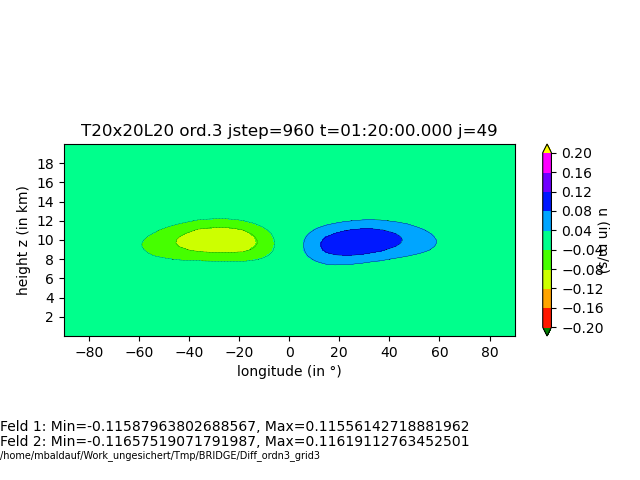 T20x20L20 ord.3 jstep=960 t=01:20:00.000 j=49
height z (in km)
18
16
14
12
10
8
6
4
2
−80 −60 −40 −20 0 20 40 60 80
longitude (in °)
0.20
0.16
0.12
0.08
0.04
−0.04
−0.08
−0.12
−0.16
−0.20
u (in m/s)
Feld 1: Min=-0.11587963802688567, Max=0.11556142718881962
Feld 2: Min=-0.11657519071791987, Max=0.11619112763452501
/home/mbaldauf/Work_ungesichert/Tmp/BRIDGE/Diff_ordn3_grid3